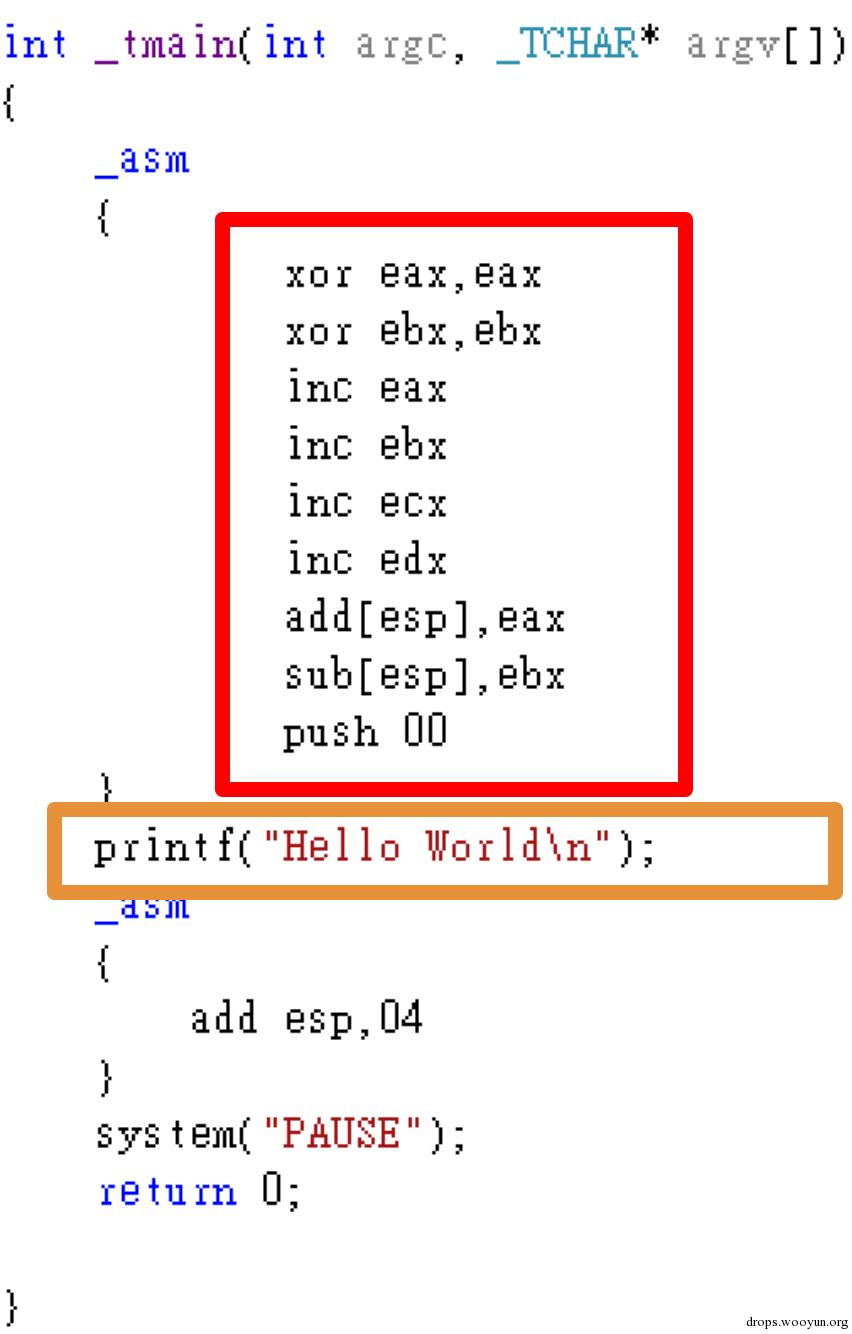 int _tmain(int argc, _TCHAR* argv[])
{
_asm
{
xor eax,eax
xor ebx,ebx
inc eax
inc ebx
inc ecx
inc edx
add[esp],eax
sub[esp],ebx
push 00
}
printf("Hello World\n");
_asm
{
add esp,04
}
system("PAUSE");
return 0;
}
drops.wooyun.org